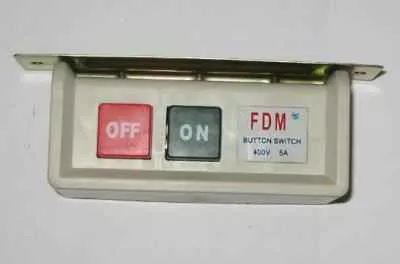 OFF
ON
FDM
BUTTON SWITCH
400V 5A